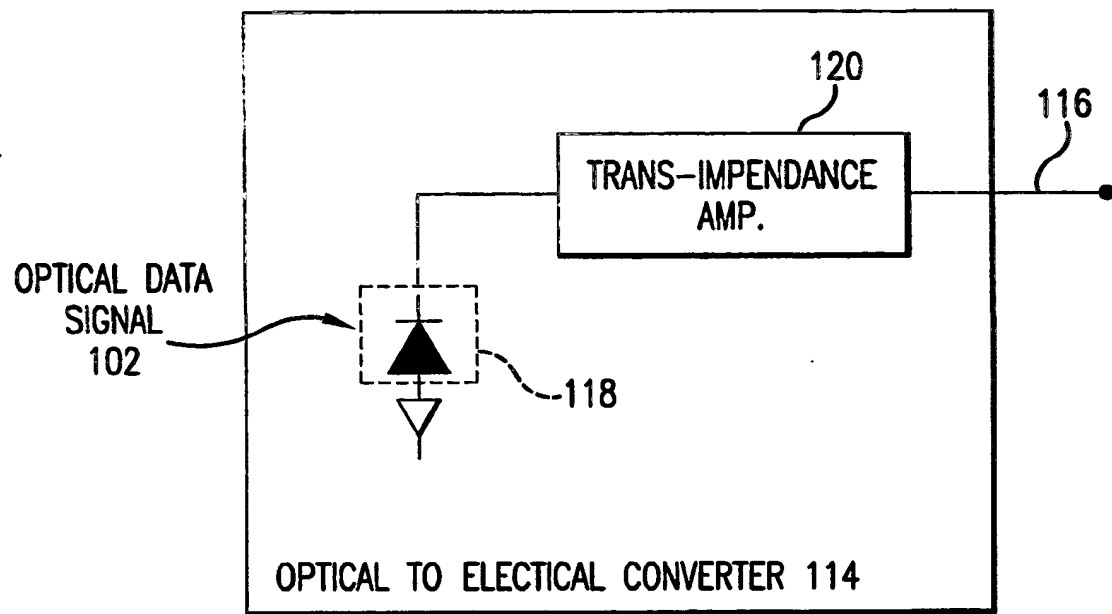 120
116
TRANS-IMPENDANCE
AMP.
OPTICAL DATA
SIGNAL
102
118
OPTICAL TO ELECTICAL CONVERTER 114